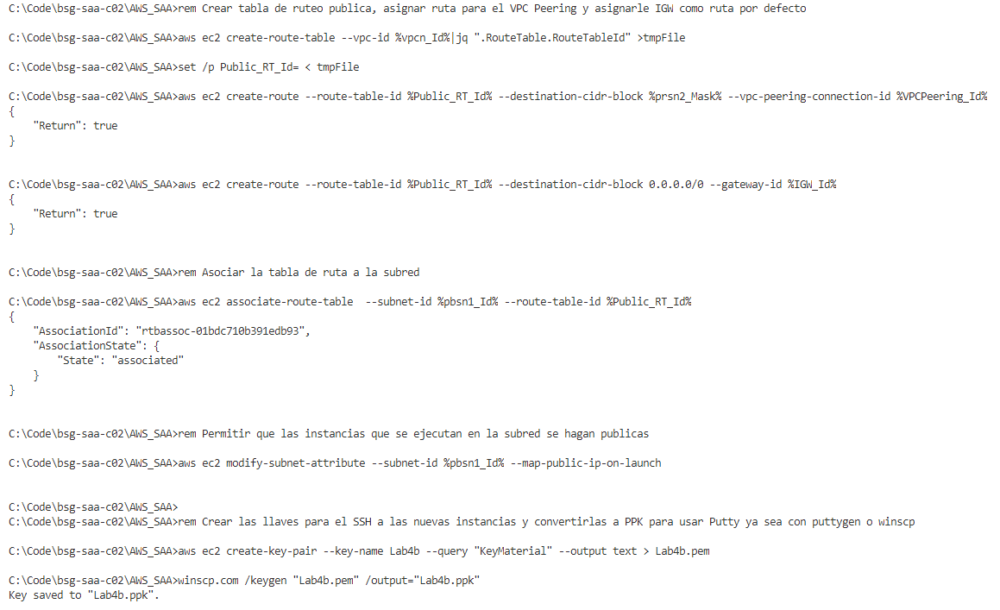 C:\Code\bsg-saa-c02\AWS_SAA>rem Crear tabla de ruteo publica, asignar ruta para el VPC Peering y asignarle IGW como ruta por defecto
C:\Code\bsg-saa-c02\AWS_SAA>aws ec2 create-route-table --vpc-id %vpcn_Id%|jq ".RouteTable.RouteTableId" >tmpFile
C:\Code\bsg-saa-c02\AWS_SAA>set /p Public_RT_Id= < tmpFile
C:\Code\bsg-saa-c02\AWS_SAA>aws ec2 create-route --route-table-id %Public_RT_Id% --destination-cidr-block %prsn2_Mask% --vpc-peering-connection-id %VPCPeering_Id%
{
    "Return": true
}
C:\Code\bsg-saa-c02\AWS_SAA>aws ec2 create-route --route-table-id %Public_RT_Id% --destination-cidr-block 0.0.0.0/0 --gateway-id %IGW_Id%
{
    "Return": true
}
C:\Code\bsg-saa-c02\AWS_SAA>rem Asociar la tabla de ruta a la subred
C:\Code\bsg-saa-c02\AWS_SAA>aws ec2 associate-route-table  --subnet-id %pbsn1_Id% --route-table-id %Public_RT_Id%
{
    "AssociationId": "rtbassoc-01bdc710b391edb93",
    "AssociationState": {
        "State": "associated"
    }
}
C:\Code\bsg-saa-c02\AWS_SAA>rem Permitir que las instancias que se ejecutan en la subred se hagan publicas
C:\Code\bsg-saa-c02\AWS_SAA>aws ec2 modify-subnet-attribute --subnet-id %pbsn1_Id% --map-public-ip-on-launch
C:\Code\bsg-saa-c02\AWS_SAA>
C:\Code\bsg-saa-c02\AWS_SAA>rem Crear las llaves para el SSH a las nuevas instancias y convertirlas a PPK para usar Putty ya sea con puttygen o winscp
C:\Code\bsg-saa-c02\AWS_SAA>aws ec2 create-key-pair --key-name Lab4b --query "KeyMaterial" --output text > Lab4b.pem
C:\Code\bsg-saa-c02\AWS_SAA>winscp.com /keygen "Lab4b.pem" /output="Lab4b.ppk"
Key saved to "Lab4b.ppk".